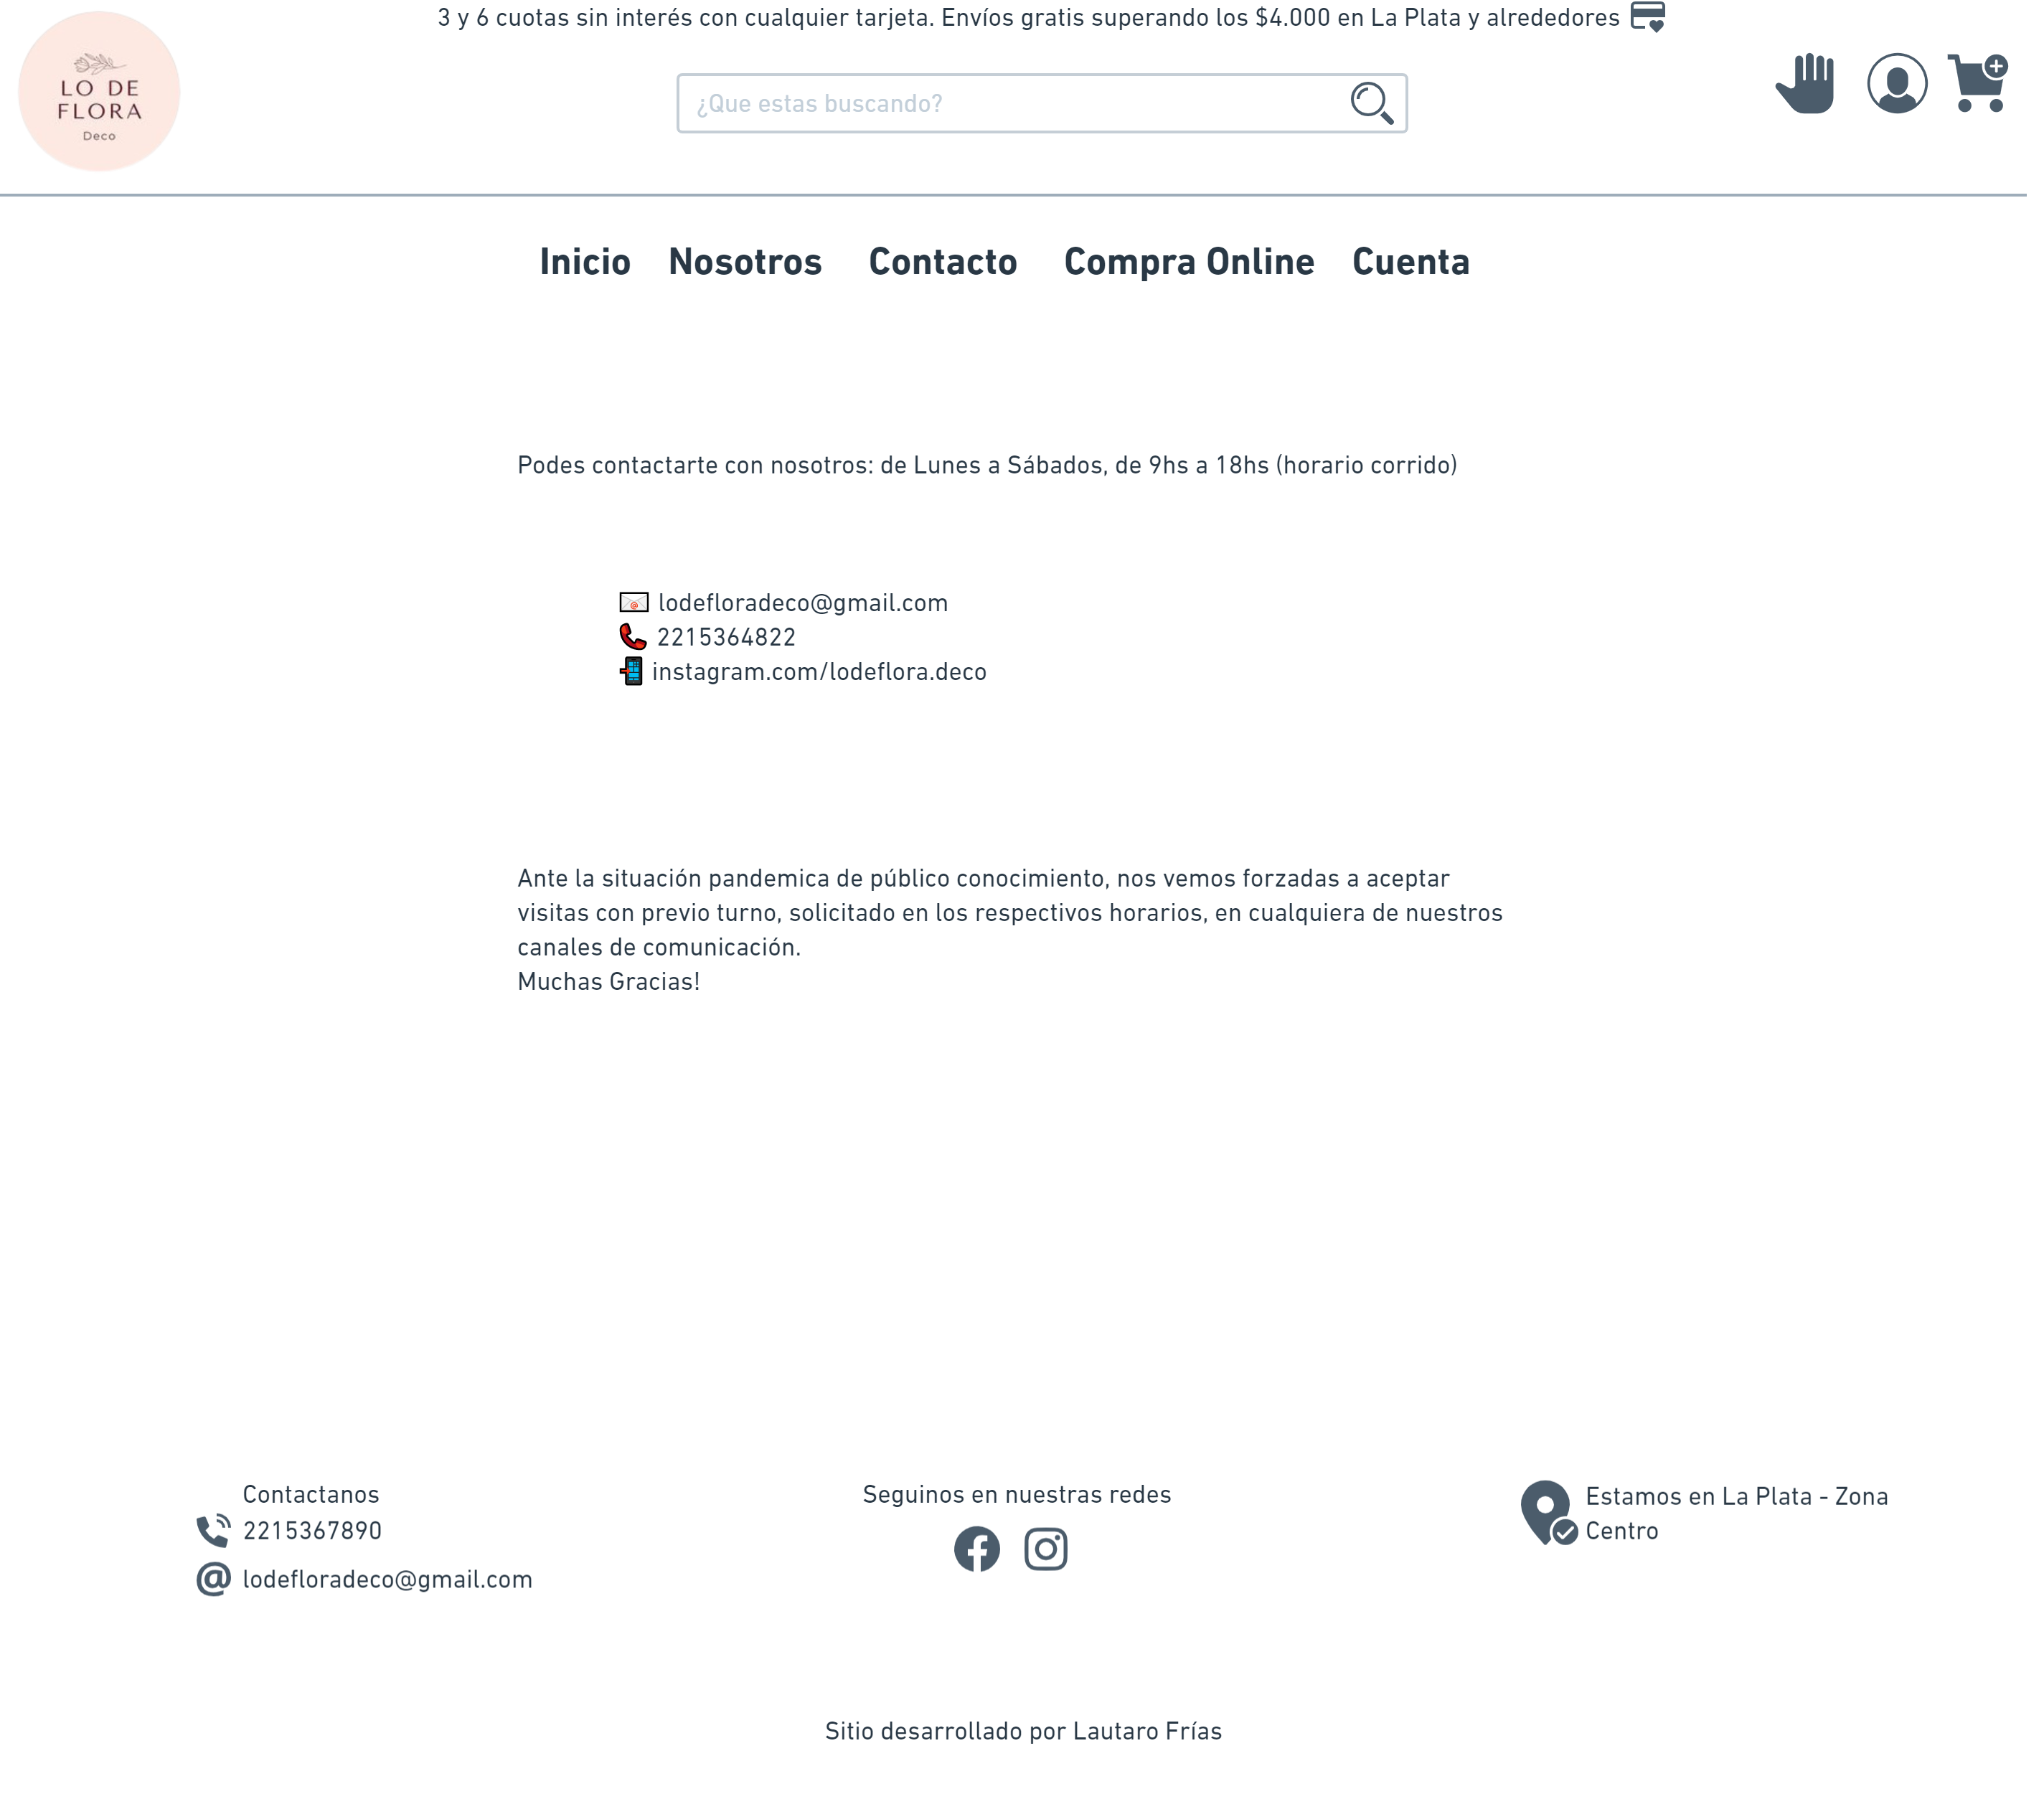 3 y 6 cuotas sin interés con cualquier tarjeta. Envíos gratis superando los $4.000 en La Plata y alrededores
LO DE
FLORA
Deco
¿Que estas buscando?
Inicio Nosotros Contacto Compra Online Cuenta
Podes contactarte con nosotros: de Lunes a Sábados, de 9hs a 18hs (horario corrido)
lodefloradeco@gmail.com
2215364822
instagram.com/lodeflora.deco
Ante la situación pandemica de público conocimiento, nos vemos forzadas a aceptar
visitas con previo turno, solicitado en los respectivos horarios, en cualquiera de nuestros
canales de comunicación.
Muchas Gracias!
Contactanos
2215367890
lodefloradeco@gmail.com
Seguinos en nuestras redes
Estamos en La Plata - Zona
Centro
Sitio desarrollado por Lautaro Frías